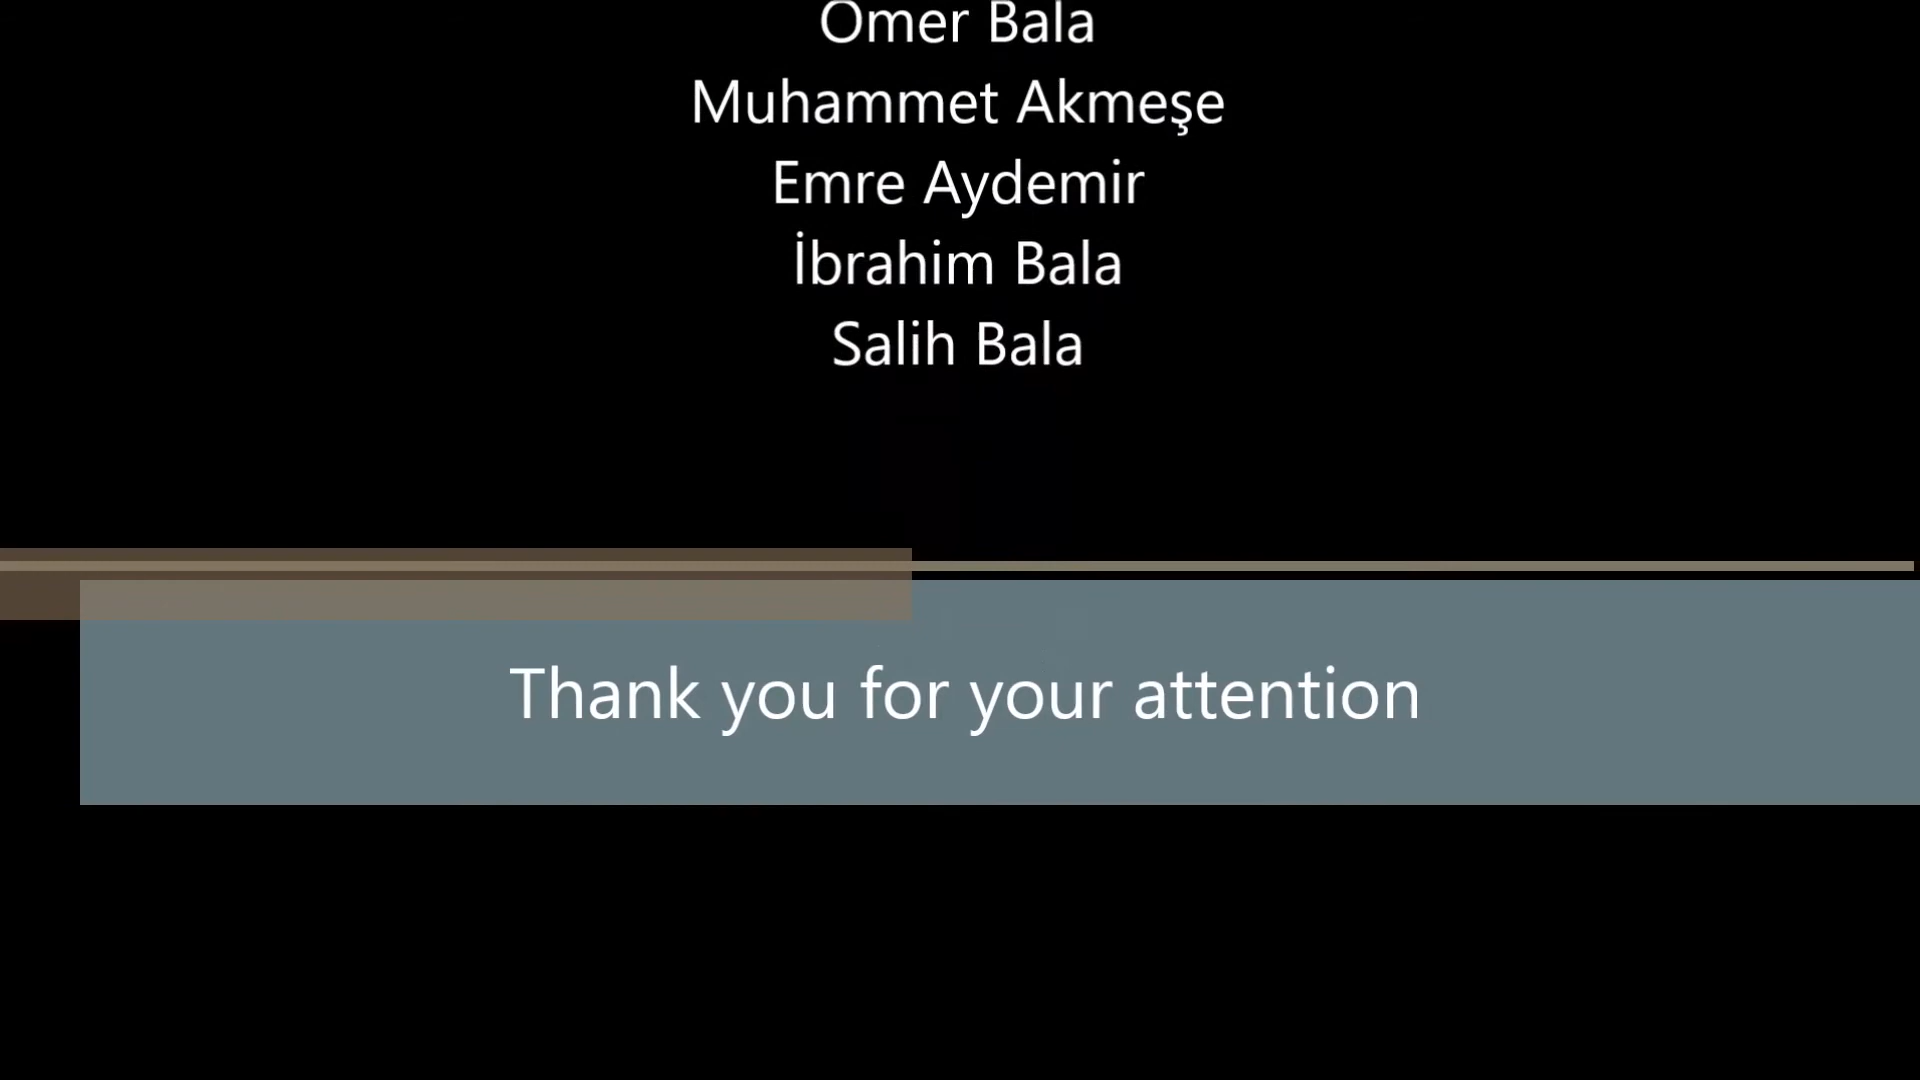 Ömer Bala
Muhammet Akmeşe
Emre Aydemir
İbrahim Bala
Salih Bala
Thank you for your attention